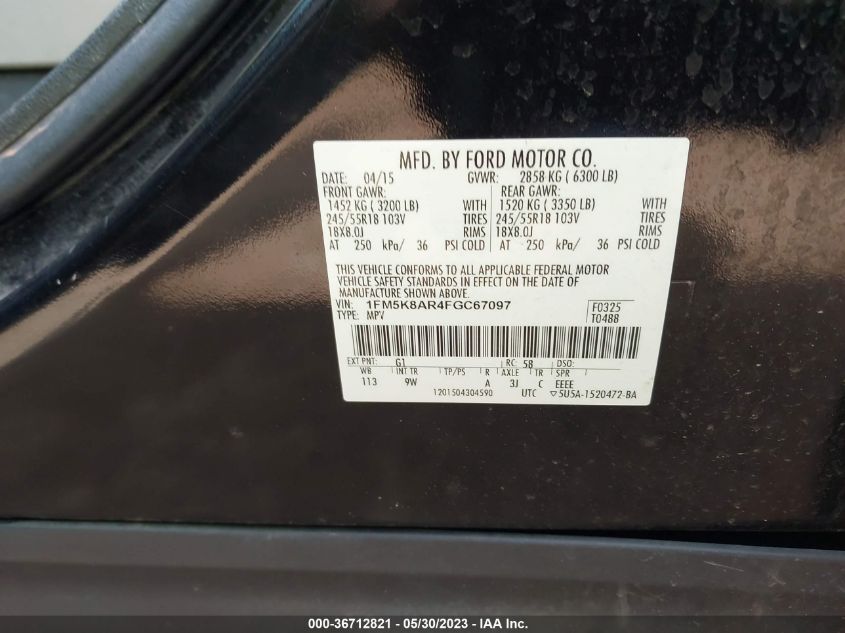 MFD. BY FORD MOTOR CO.
DATE: 04/15 GVWR: 2858 KG ( 6300 LB)
FRONT GAWR: REAR GAWR:
1452 KG ( 3200 LB) WITH 1520 KG ( 3350 LB) WITH
245/55R18 103V TIRES 245/55R18 103V TIRES
18X8.0J RIMS 18X8.0J RIMS
AT 250 kPa/ 36 PSI COLD AT 250 kPa/ 36 PSI COLD
THIS VEHICLE CONFORMS TO ALL APPLICABLE FEDERAL MOTOR
VEHICLE SAFETY STANDARDS IN EFFECT ON THE DATE OF
MANUFACTURE SHOWN ABOVE.
VIN: 1FM5K8AR4FGC67097 F0325
TYPE: MPV T0488
EXT PNT: G1 RC: 58 DSO:
WB INT TR TP/PS R AXLE TR SPR
113 9W A 3J C EEEE
1201504304590 UTC ▽5U5A-1520472-BA
000-36712821 - 05/30/2023 - IAA Inc.